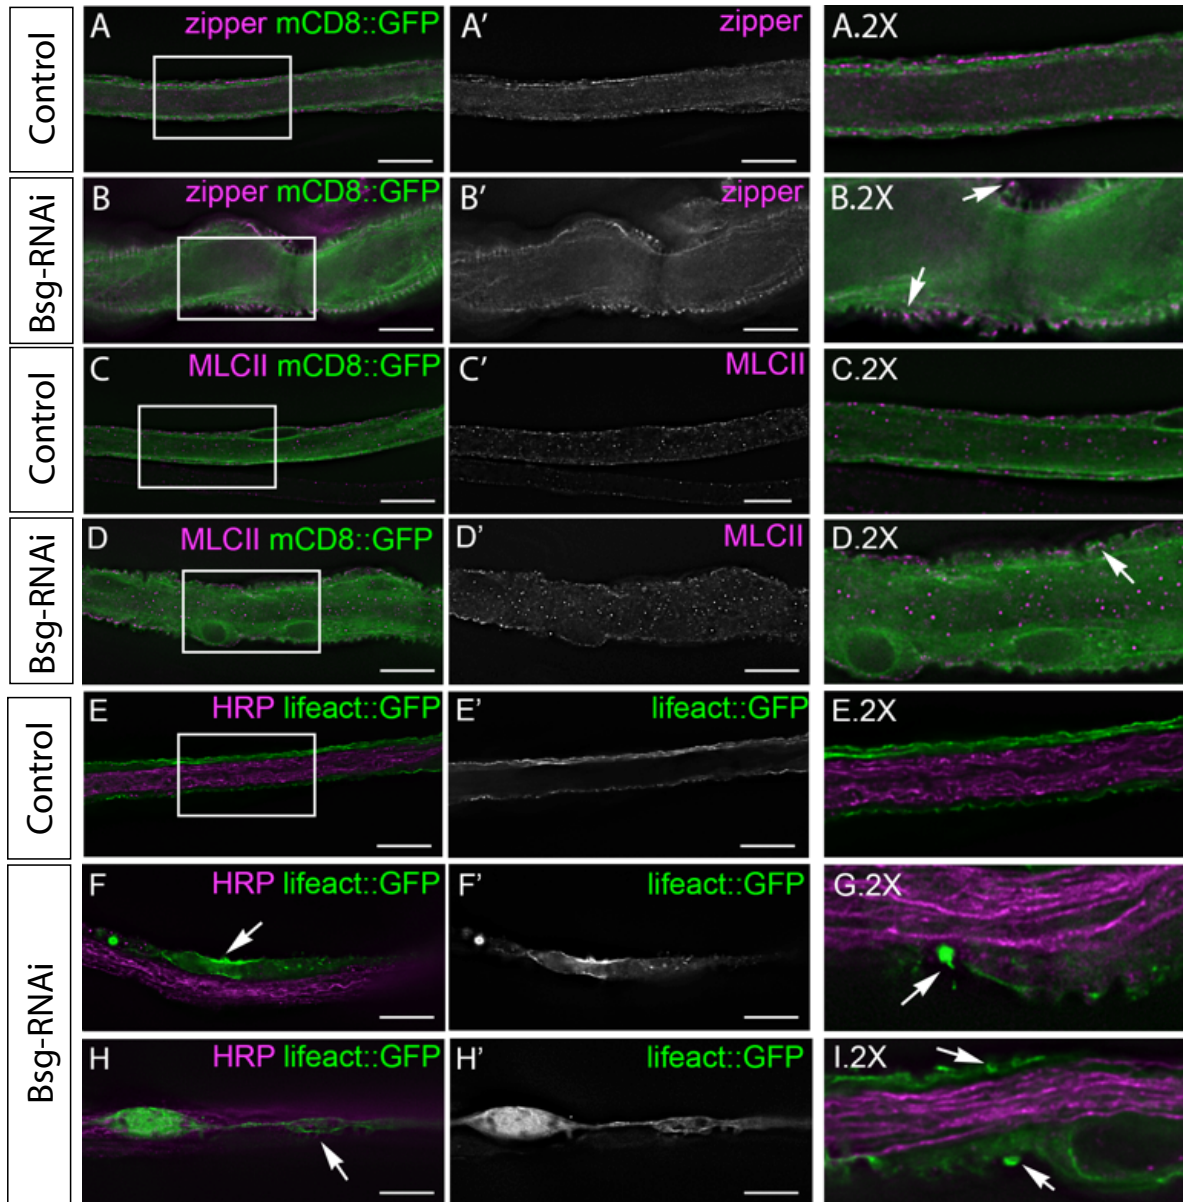 Control
A zipper mCD8::GFP
A' zipper
A.2X
Bsg-RNAi
B zipper mCD8::GFP
B' zipper
B.2X
Control
C MLCII mCD8::GFP
C' MLCII
C.2X
Bsg-RNAi
D MLCII mCD8::GFP
D' MLCII
D.2X
Control
E HRP lifeact::GFP
E' lifeact::GFP
E.2X
Bsg-RNAi
F HRP lifeact::GFP
F' lifeact::GFP
G.2X
H HRP lifeact::GFP
H' lifeact::GFP
I.2X